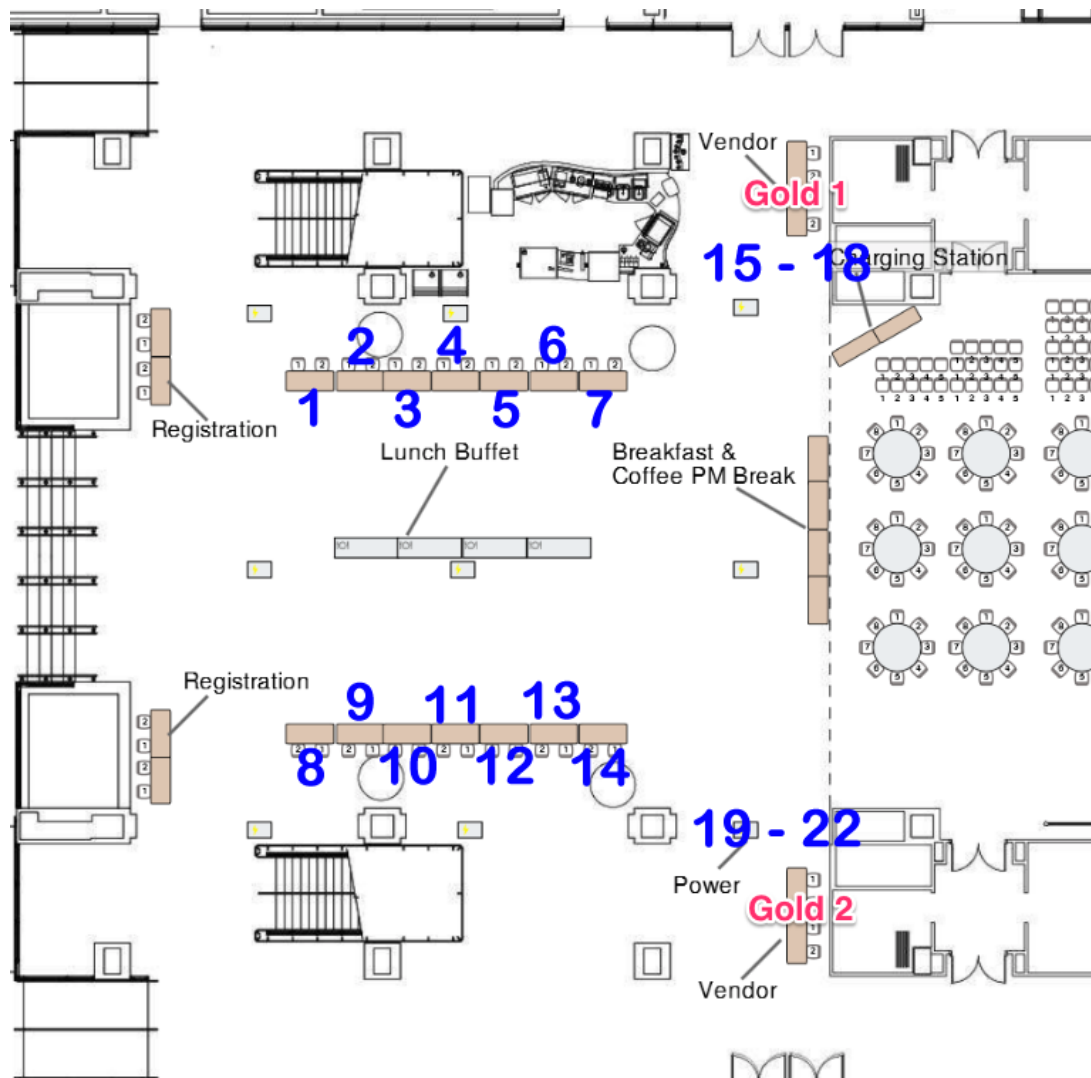 Vendor
Gold 1
15 - 18
Charging Station
2
4
6
1
3
5
7
Registration
Lunch Buffet
Breakfast &
Coffee PM Break
Registration
9
11
13
8
10
12
14
19 - 22
Power
Gold 2
Vendor